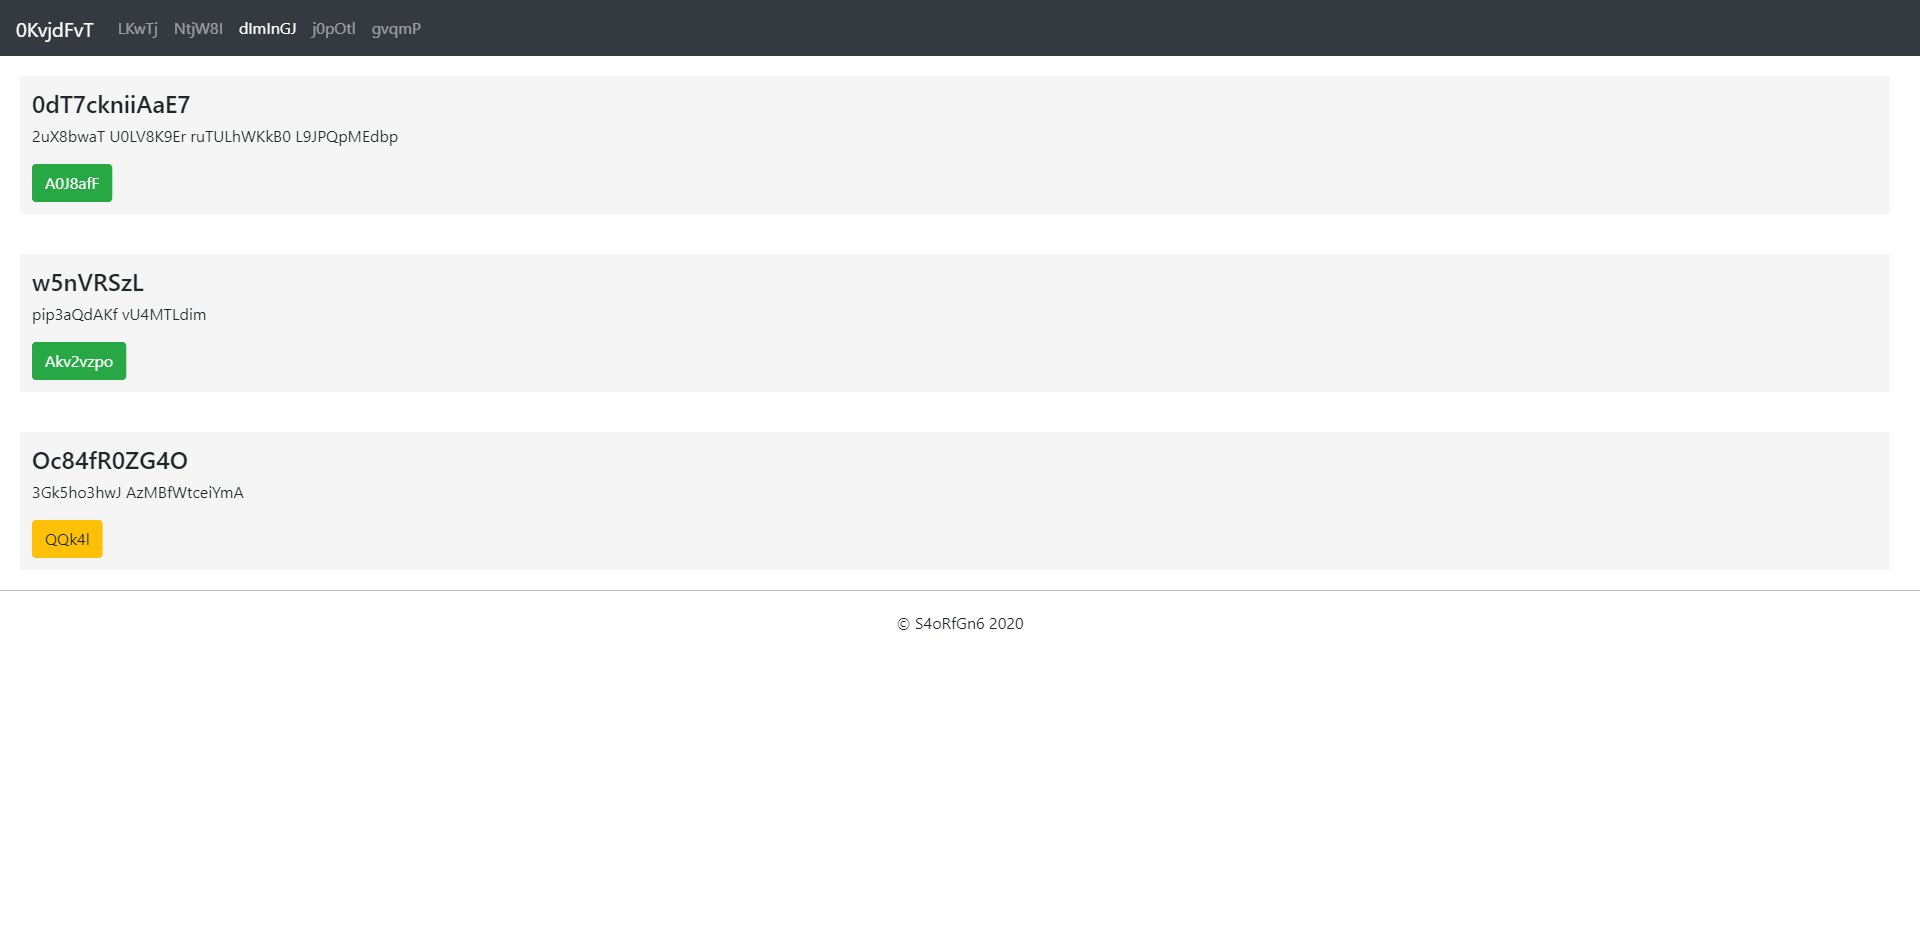 0KvjdFvT LKwTj NtjW8I dImInGJ j0pOtl gvqmP
0dT7ckniiAaE7
2uX8bwaT U0LV8K9Er ruTULhWKkB0 L9JPQpMEdbp
A0J8afF
w5nVRSzL
pip3aQdAKf vU4MTLdim
Akv2vzpo
Oc84fR0ZG4O
3Gk5ho3hwJ AzMBfWtceiYmA
QQk4l
© S4oRfGn6 2020